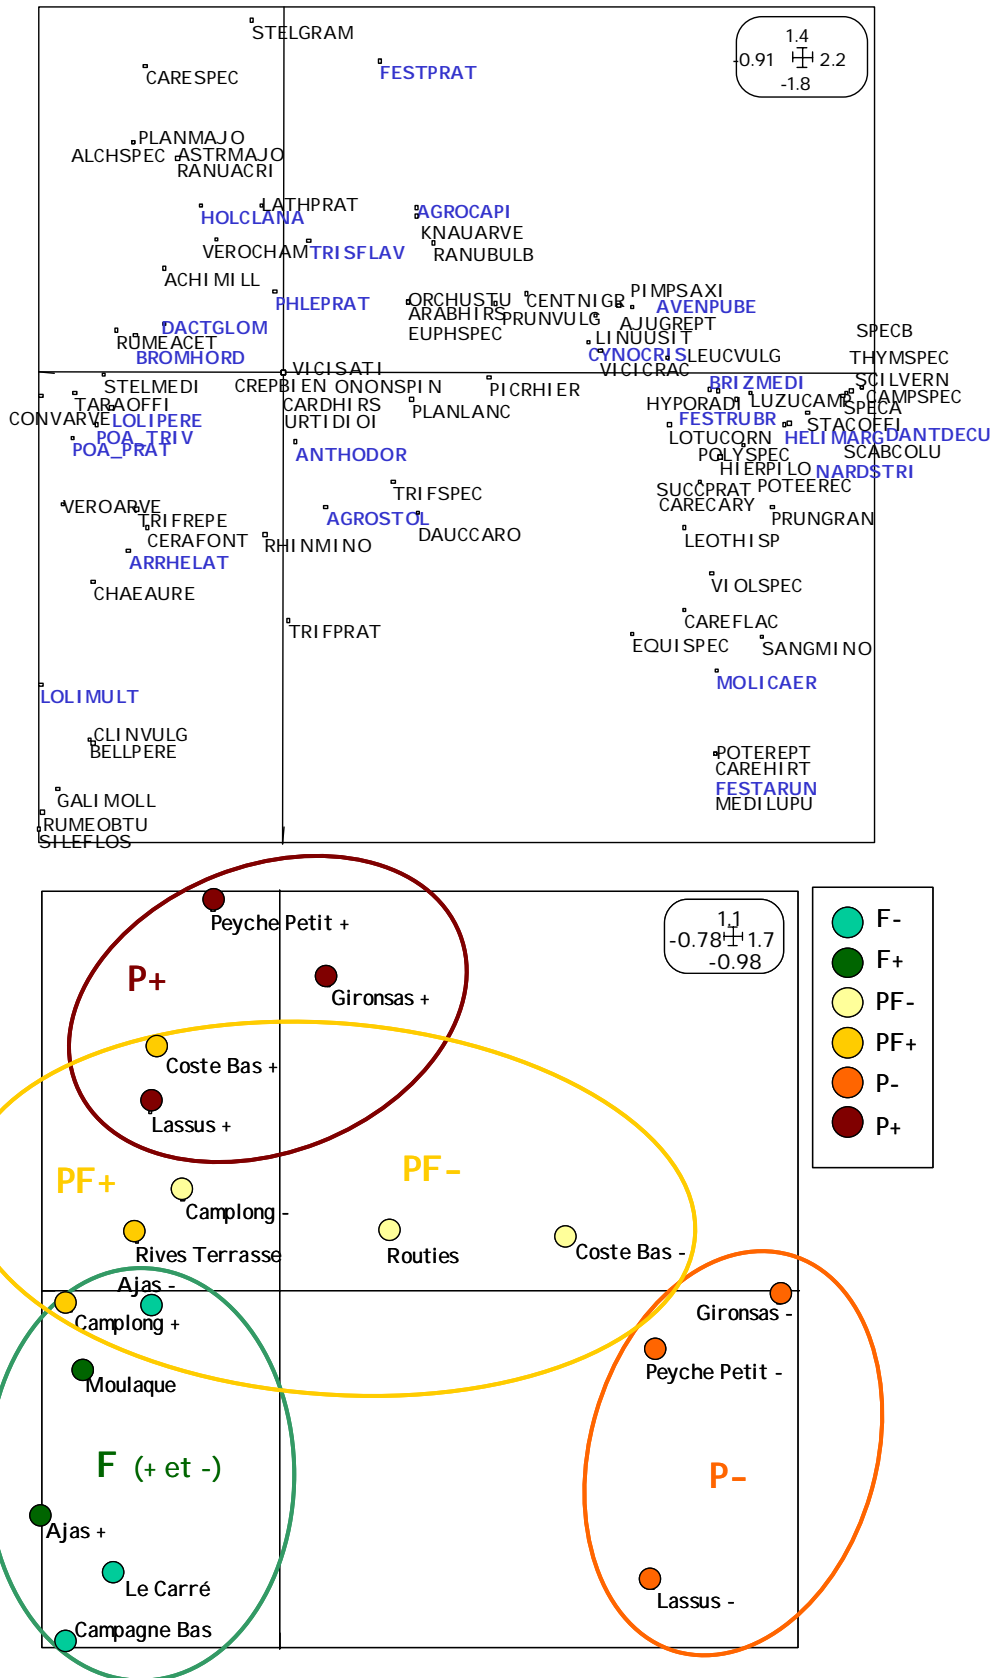 STELGRAM
1.4
-0.91 2.2
-1.8
FESTPRAT
CARESPEC
PLANMAJO
ALCHSPEC ASTRMAJO
RANUACRI
LATHPRAT
HOLCLANA
AGROCAPI
KNAUARVE
VEROCHAM TRISFLAV
RANUBULB
ACHIMILL
PHLEPRAT
ORCHUSTU CENTNIGR PIMPSAXI
ARABHIRS PRUNVULG AVENPUBE
EUPHSPEC
AJUGREPT
DACTGLOM
RUMEACET
LINUUSIT
SPECB
BROMHORD
CYNOCRIS LEUCVULG
THYMSPEC
VICISATI
VICICRAC
STELMEDI
CREPBIEN ONONSPIN
PICRHIER
BRIZMEDI
SCILVERN
TARAOFFI
CARDHIRS
PLANLANC
HYPORADI LUZUCAMP
CAMPSPEC
SPECA
CONVARVE LOLIPERE
URTIDIOI
FESTRUBR
STACOFFI
POA_TRIV
LOTUCORN HELIMARG DANTDECU
POA_PRAT
ANTHODOR
POLYSPEC
SCABCOLU
HIERPILO NARDSTRI
SUCCPRAT POTEEREC
TRIFSPEC
CARECARY
VEROARVE
TRIFREPE
AGROSTOL
PRUNGRAN
CERAFONT
RHINMINO
DAUCCARO
LEOTHISP
ARRHELAT
CHAEAURE
VIOLSPEC
TRIFPRAT
CAREFLAC
EQUISPEC SANGMINO
LOLIMULT
MOLICAER
CLINVULG
BELLPERE
POTEREPT
CAREHIRT
FESTARUN
MEDILUPU
GALIMOLL
RUMEOBTU
SILEFLOS
Peyche Petit +
1.1
-0.78 1.7
-0.98
F-
F+
PF-
PF+
P-
P+
P+
Gironsas +
Coste Bas +
Lassus +
PF+
PF-
Camplong -
Rives Terrasse
Routies
Coste Bas -
Ajas -
Camplong +
Gironsas -
Moulaque
Peyche Petit -
F (+ et -)
P-
Ajas +
Le Carré
Lassus -
Campagne Bas